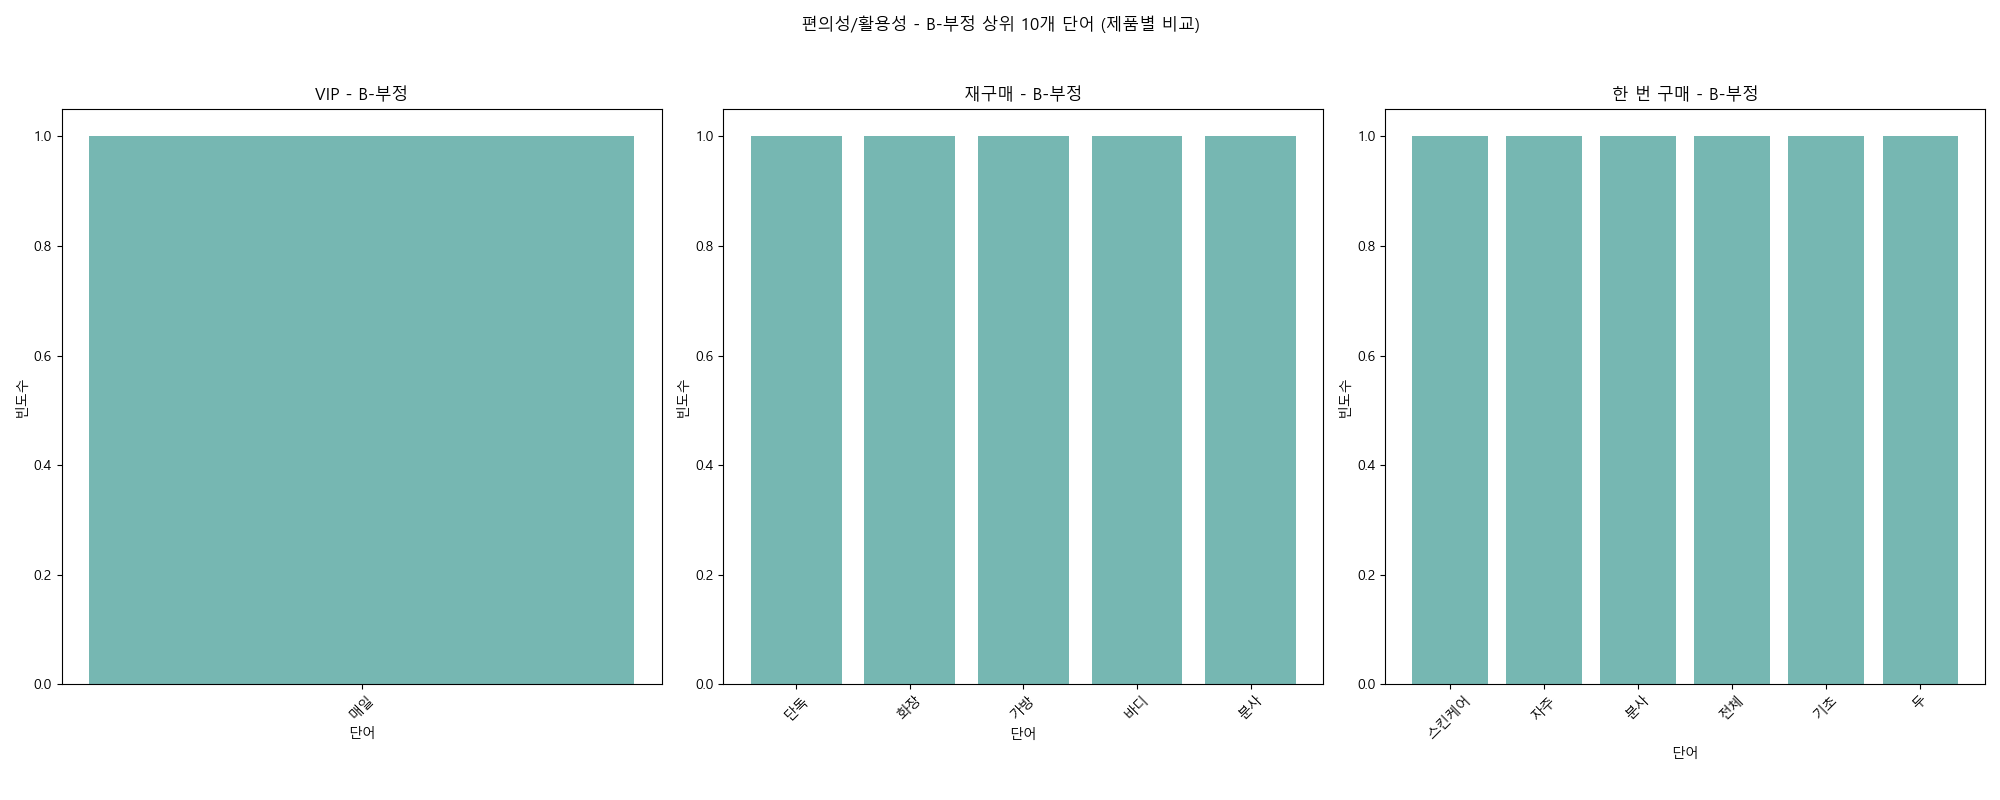 편의성/활용성 - B-부정 상위 10개 단어 (제품별 비교)
VIP - B-부정
빈도수
1.0
0.8
0.6
0.4
0.2
0.0
매일
단어
재구매 - B-부정
빈도수
1.0
0.8
0.6
0.4
0.2
0.0
단독
화장
가방
바디
분사
단어
한 번 구매 - B-부정
빈도수
1.0
0.8
0.6
0.4
0.2
0.0
스킨케어
자주
분사
전체
기초
두
단어